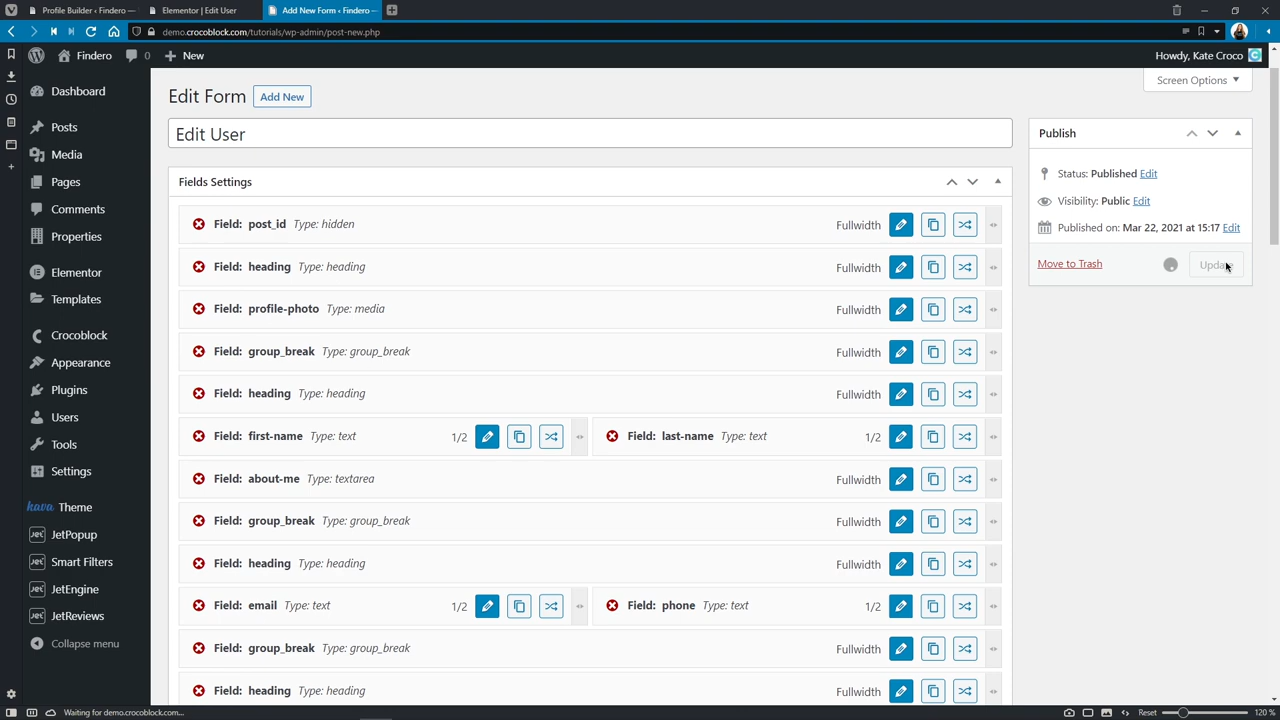 Profile Builder ‹ Findero —
Elementor | Edit User
Add New Form ‹ Findero —
demo.crocoblock.com/tutorials/wp-admin/post-new.php
Findero
0
New
Howdy, Kate Croco
Screen Options
Dashboard
Posts
Media
Pages
Comments
Properties
Elementor
Templates
Crocoblock
Appearance
Plugins
Users
Tools
Settings
kava Theme
JetPopup
Smart Filters
JetEngine
JetReviews
Collapse menu
Edit Form
Add New
Edit User
Fields Settings
Field: post_id Type: hidden Fullwidth
Field: heading Type: heading Fullwidth
Field: profile-photo Type: media Fullwidth
Field: group_break Type: group_break Fullwidth
Field: heading Type: heading Fullwidth
Field: first-name Type: text 1/2
Field: last-name Type: text 1/2
Field: about-me Type: textarea Fullwidth
Field: group_break Type: group_break Fullwidth
Field: heading Type: heading Fullwidth
Field: email Type: text 1/2
Field: phone Type: text 1/2
Field: group_break Type: group_break Fullwidth
Field: heading Type: heading Fullwidth
Publish
Status: Published Edit
Visibility: Public Edit
Published on: Mar 22, 2021 at 15:17 Edit
Move to Trash
Update
Waiting for demo.crocoblock.com...
Reset
120 %